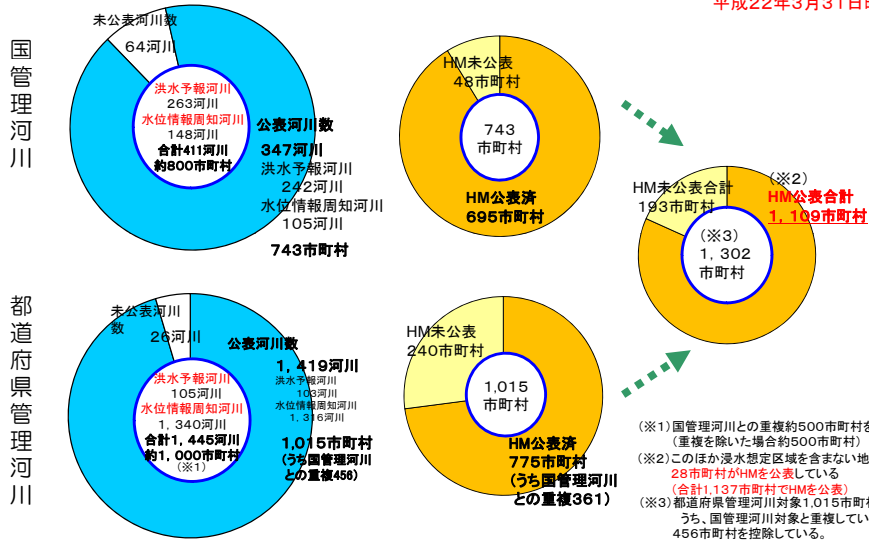 平成22年3月31日
国管理河川
未公表河川数
64河川
洪水予報河川
263河川
水位情報周知河川
148河川
合計411河川
約800市町村
公表河川数
347河川
洪水予報河川
242河川
水位情報周知河川
105河川
743市町村
HM未公表
48市町村
743
市町村
HM公表済
695市町村
HM未公表合計
193市町村
(※2)
HM公表合計
1,109市町村
(※3)
1,302
市町村
都道府県管理河川
未公表河川
数
26河川
洪水予報河川
105河川
水位情報周知河川
1,340河川
合計1,445河川
約1,000市町村
(※1)
公表河川数
1,419河川
洪水予報河川
103河川
水位情報周知河川
1,316河川
1,015市町村
(うち国管理河川
との重複456)
HM未公表
240市町村
1,015
市町村
HM公表済
775市町村
(うち国管理河川
との重複361)
(※1)国管理河川との重複約500市町村を
(重複を除いた場合約500市町村)
(※2)このほか浸水想定区域を含まない地
28市町村がHMを公表している
(合計1,137市町村でHMを公表)
(※3)都道府県管理河川対象1,015市町村
うち、国管理河川対象と重複してい
456市町村を控除している。